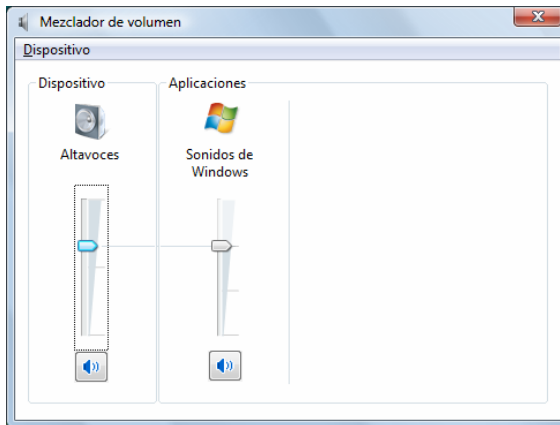 Mezclador de volumen
Dispositivo
Dispositivo
Aplicaciones
Altavoces
Sonidos de
Windows